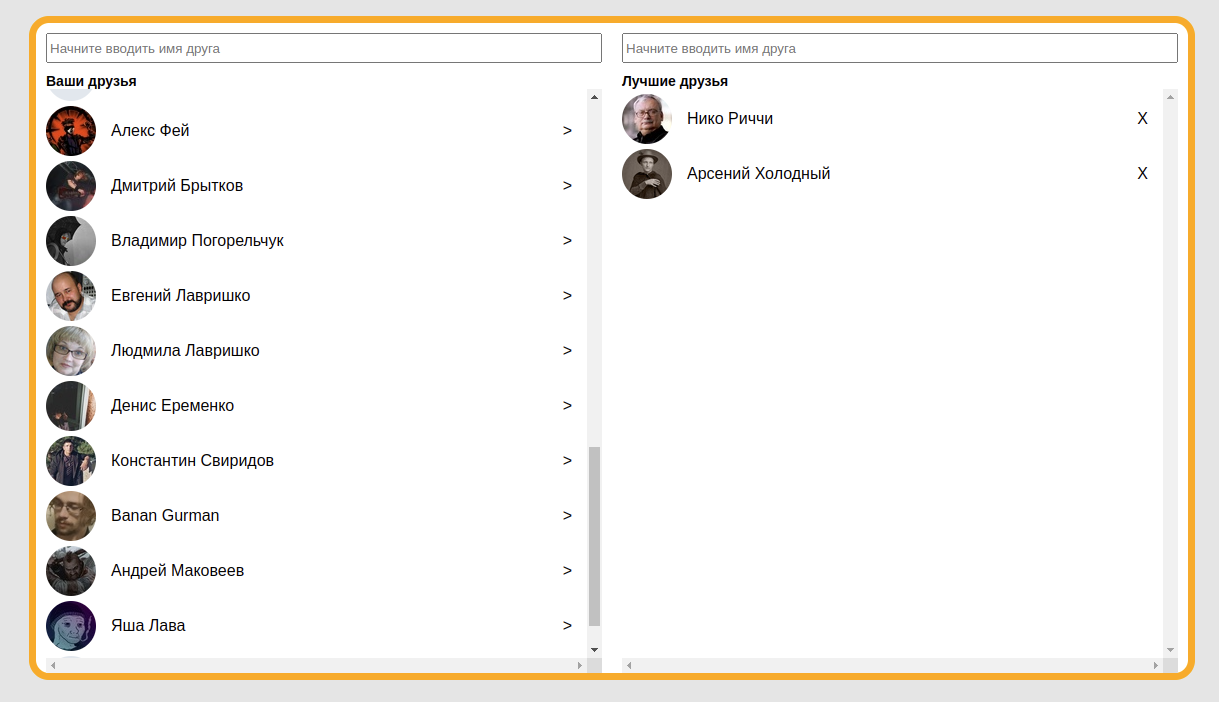 Начните вводить имя друга
Ваши друзья
Алекс Фей >
Дмитрий Брытков >
Владимир Погорельчук >
Евгений Лавришко >
Людмила Лавришко >
Денис Еременко >
Константин Свиридов >
Banan Gurman >
Андрей Маковеев >
Яша Лава >
Начните вводить имя друга
Лучшие друзья
Нико Риччи X
Арсений Холодный X